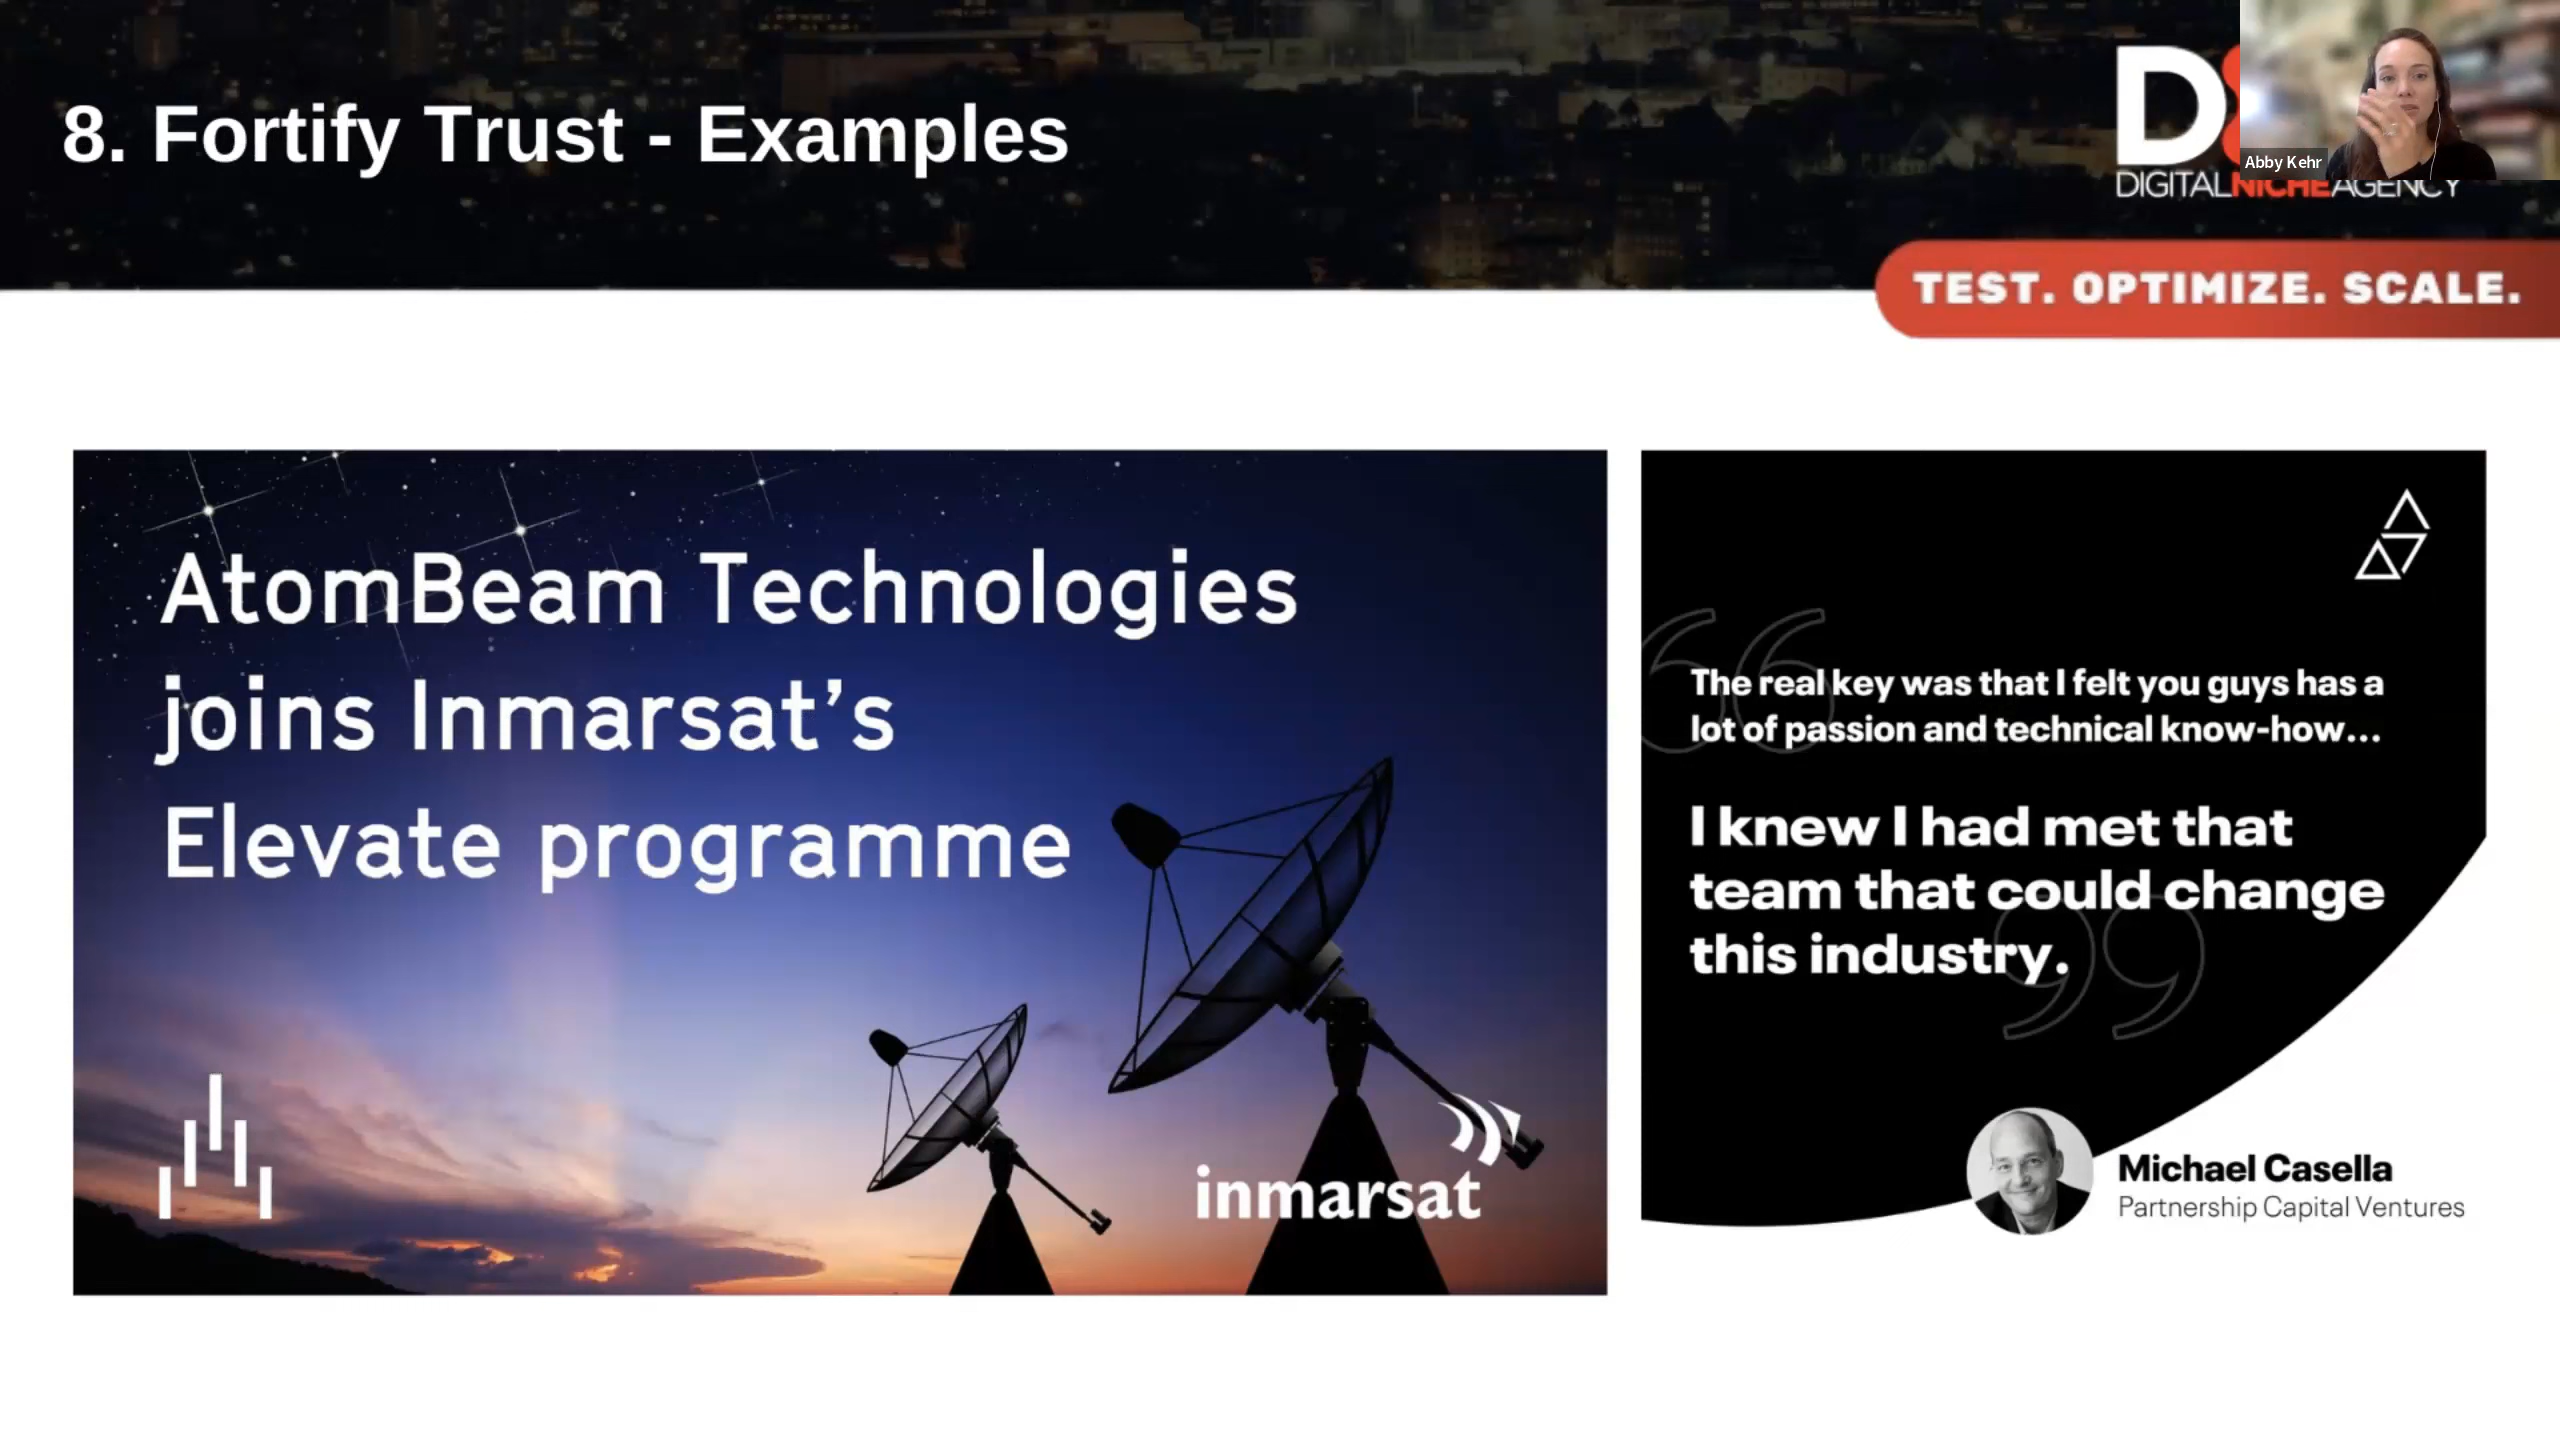 8. Fortify Trust - Examples
Abby Kehr
DIGITALNICHEAGENCY
TEST. OPTIMIZE. SCALE.
AtomBeam Technologies
joins Inmarsat’s
Elevate programme
inmarsat
The real key was that I felt you guys has a
lot of passion and technical know-how...
I knew I had met that
team that could change
this industry.
Michael Casella
Partnership Capital Ventures